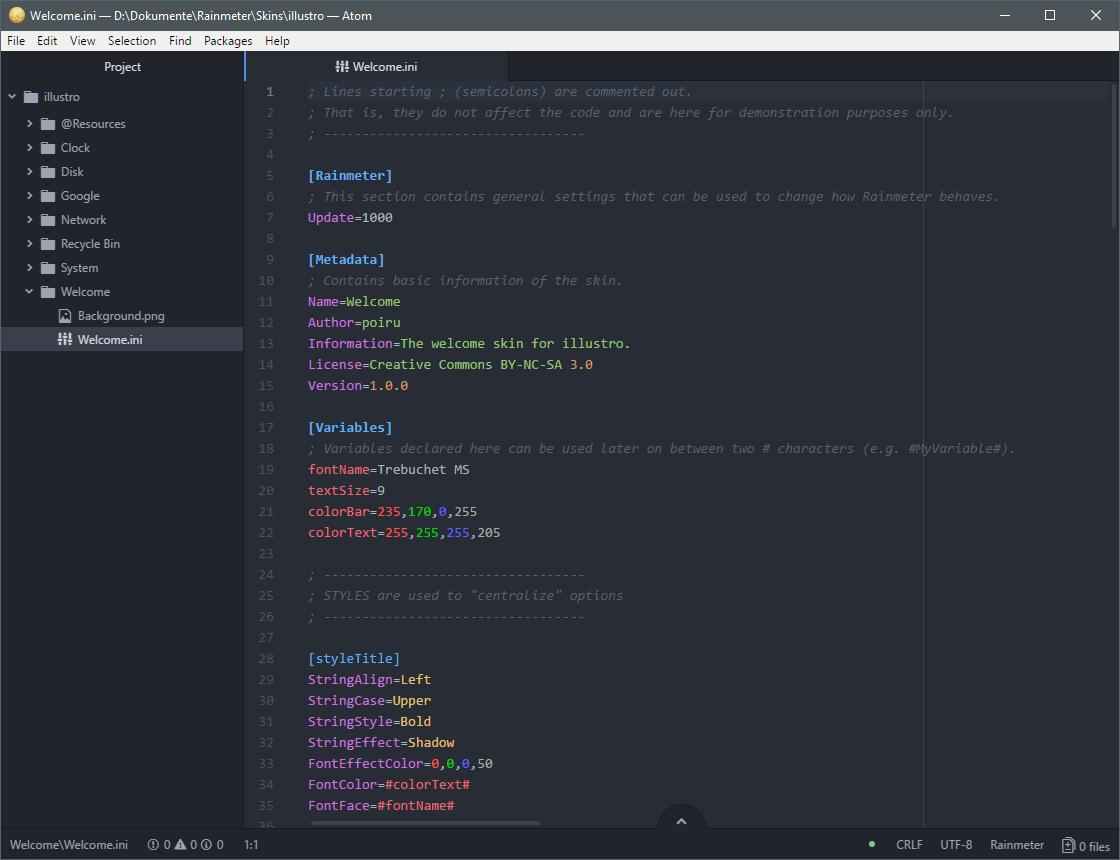 Welcome.ini — D:\Dokumente\Rainmeter\Skins\illustro — Atom
File Edit View Selection Find Packages Help
Project
Welcome.ini
illustro
@Resources
Clock
Disk
Google
Network
Recycle Bin
System
Welcome
Background.png
Welcome.ini
1 ; Lines starting ; (semicolons) are commented out.
2 ; That is, they do not affect the code and are here for demonstration purposes only.
3 ; ----------------------------------
4
5 [Rainmeter]
6 ; This section contains general settings that can be used to change how Rainmeter behaves.
7 Update=1000
8
9 [Metadata]
10 ; Contains basic information of the skin.
11 Name=Welcome
12 Author=poiru
13 Information=The welcome skin for illustro.
14 License=Creative Commons BY-NC-SA 3.0
15 Version=1.0.0
16
17 [Variables]
18 ; Variables declared here can be used later on between two # characters (e.g. #MyVariable#).
19 fontName=Trebuchet MS
20 textSize=9
21 colorBar=235,170,0,255
22 colorText=255,255,255,205
23
24 ; ----------------------------------
25 ; STYLES are used to "centralize" options
26 ; ----------------------------------
27
28 [styleTitle]
29 StringAlign=Left
30 StringCase=Upper
31 StringStyle=Bold
32 StringEffect=Shadow
33 FontEffectColor=0,0,0,50
34 FontColor=#colorText#
35 FontFace=#fontName#
36
Welcome\Welcome.ini 0 0 0 1:1 CRLF UTF-8 Rainmeter 0 files